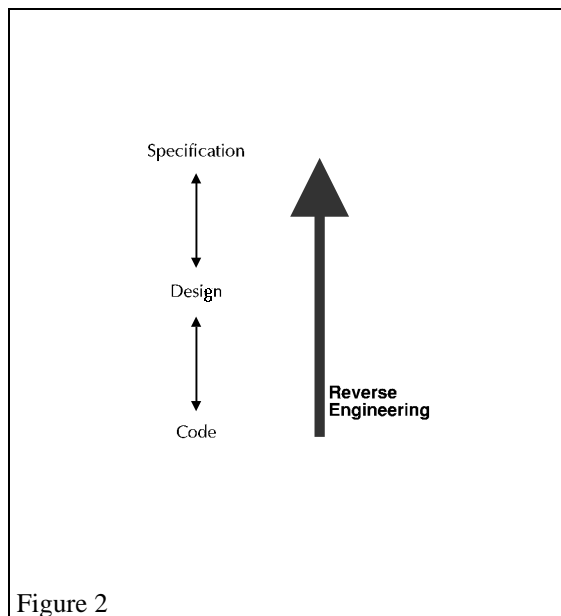 Specification
Design
Reverse
Engineering
Code
Figure 2